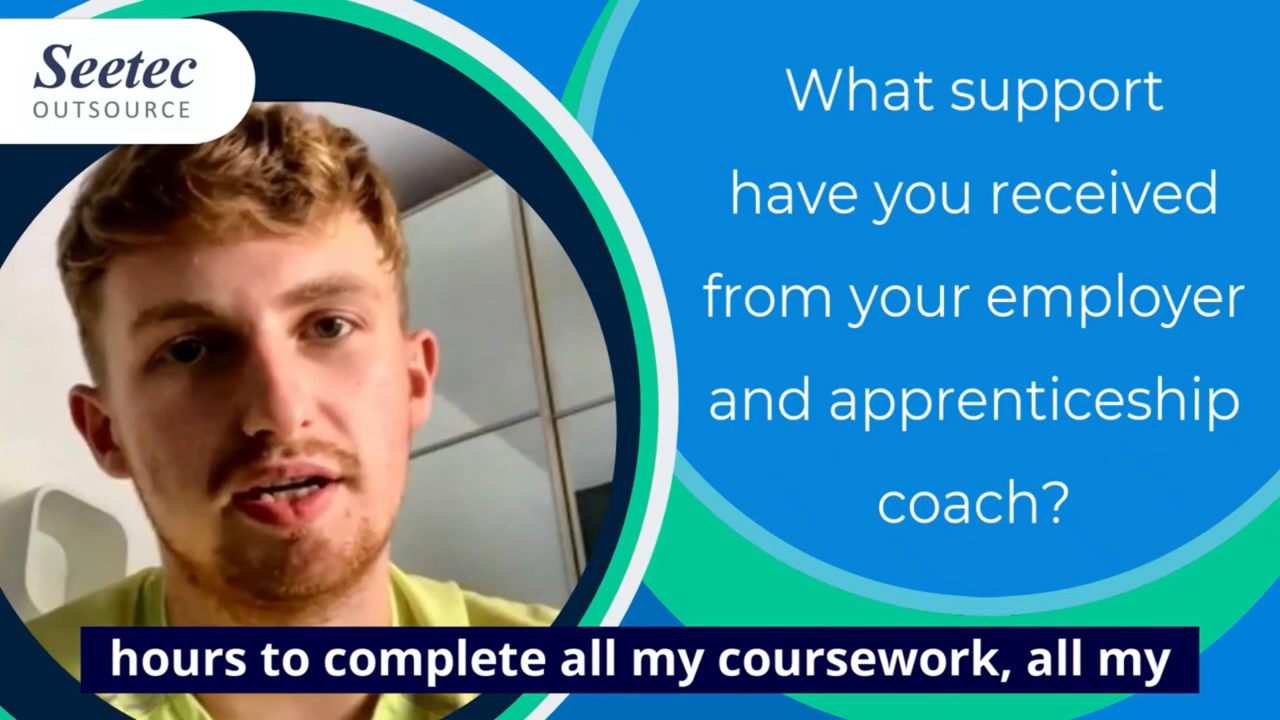 Seetec
OUTSOURCE
What support
have you received
from your employer
and apprenticeship
coach?
hours to complete all my coursework, all my